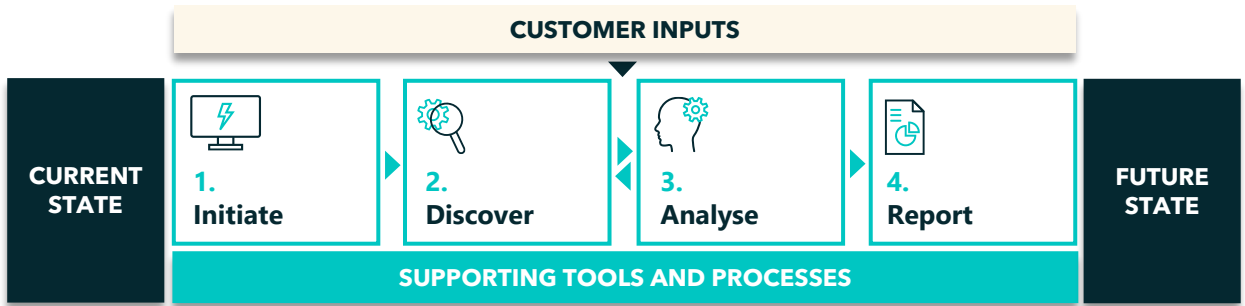 CUSTOMER INPUTS
CURRENT
STATE
1.
Initiate
2.
Discover
3.
Analyse
4.
Report
FUTURE
STATE
SUPPORTING TOOLS AND PROCESSES